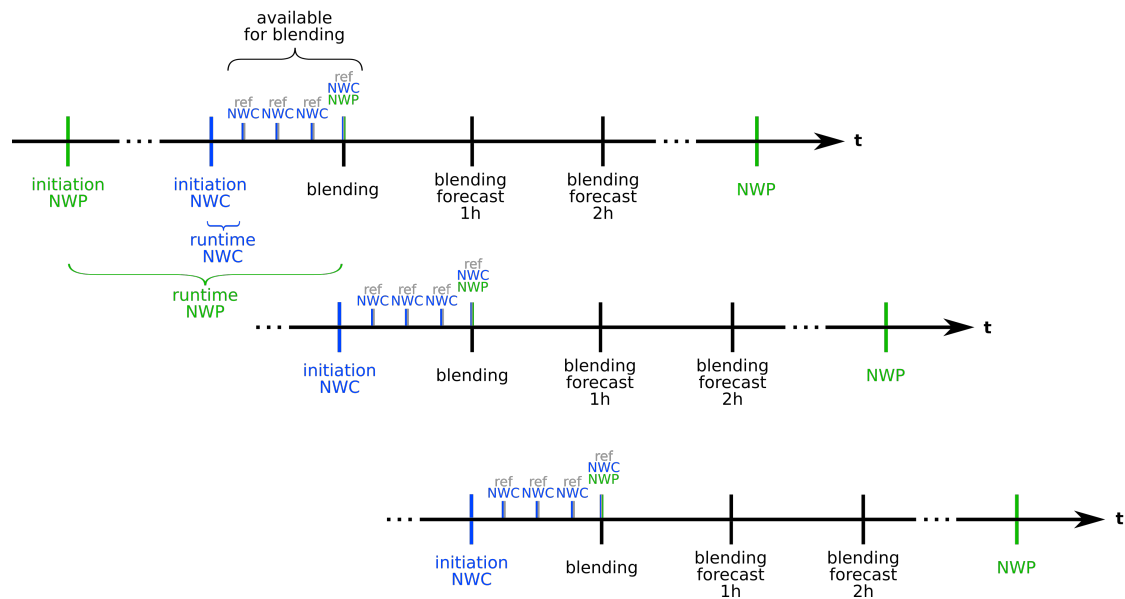 available
for blending
ref
NWC
NWP
ref ref ref
NWC NWC NWC
t
initiation
NWP
initiation
NWC
blending
blending
forecast
1h
blending
forecast
2h
NWP
runtime
NWC
runtime
NWP
ref
NWC
NWP
ref ref ref
NWC NWC NWC
t
initiation
NWC
blending
blending
forecast
1h
blending
forecast
2h
NWP
ref
NWC
NWP
ref ref ref
NWC NWC NWC
t
initiation
NWC
blending
blending
forecast
1h
blending
forecast
2h
NWP